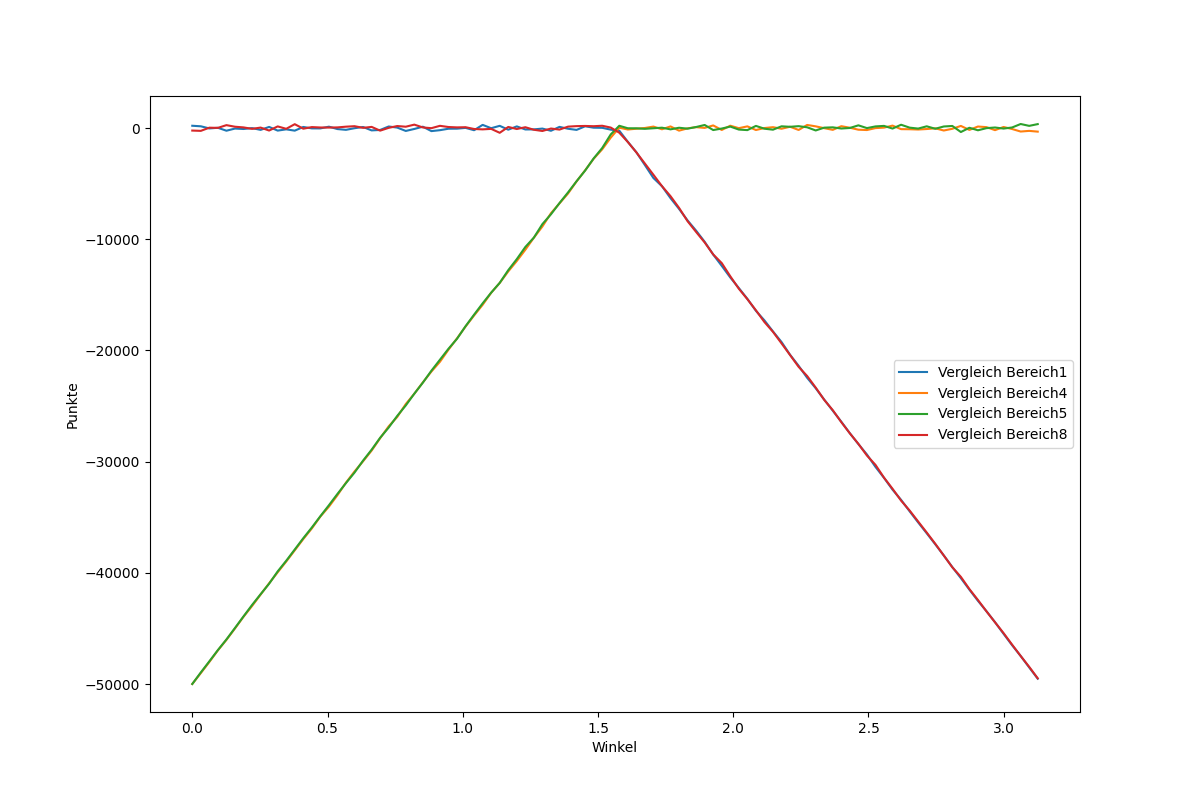 0
−10000
−20000
−30000
−40000
−50000
Punkte
0.0 0.5 1.0 1.5 2.0 2.5 3.0
Winkel
Vergleich Bereich1
Vergleich Bereich4
Vergleich Bereich5
Vergleich Bereich8